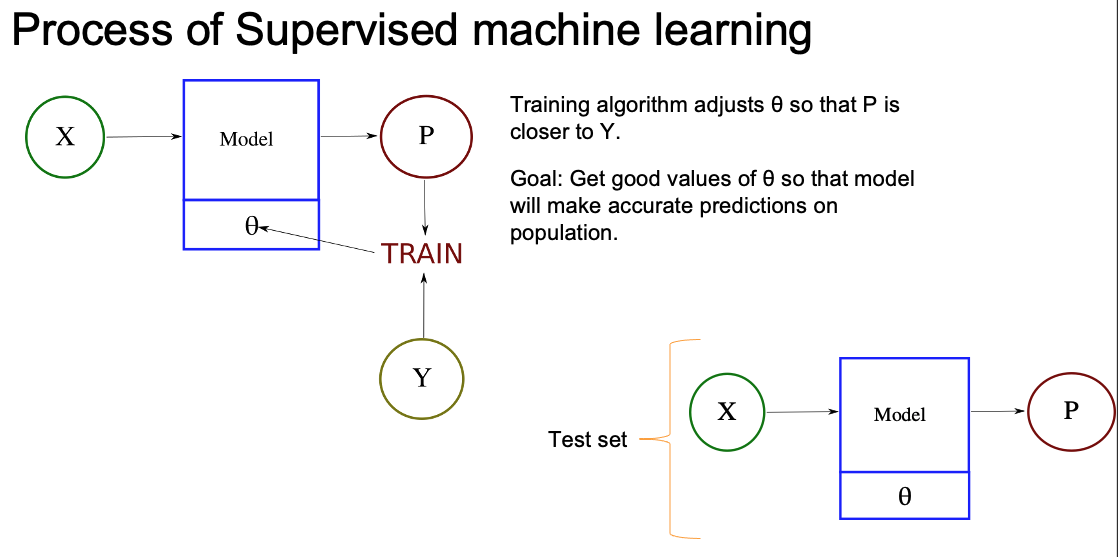 Process of Supervised machine learning
X
Model
P
θ
TRAIN
Y
Training algorithm adjusts θ so that P is
closer to Y.
Goal: Get good values of θ so that model
will make accurate predictions on
population.
Test set
X
Model
P
θ